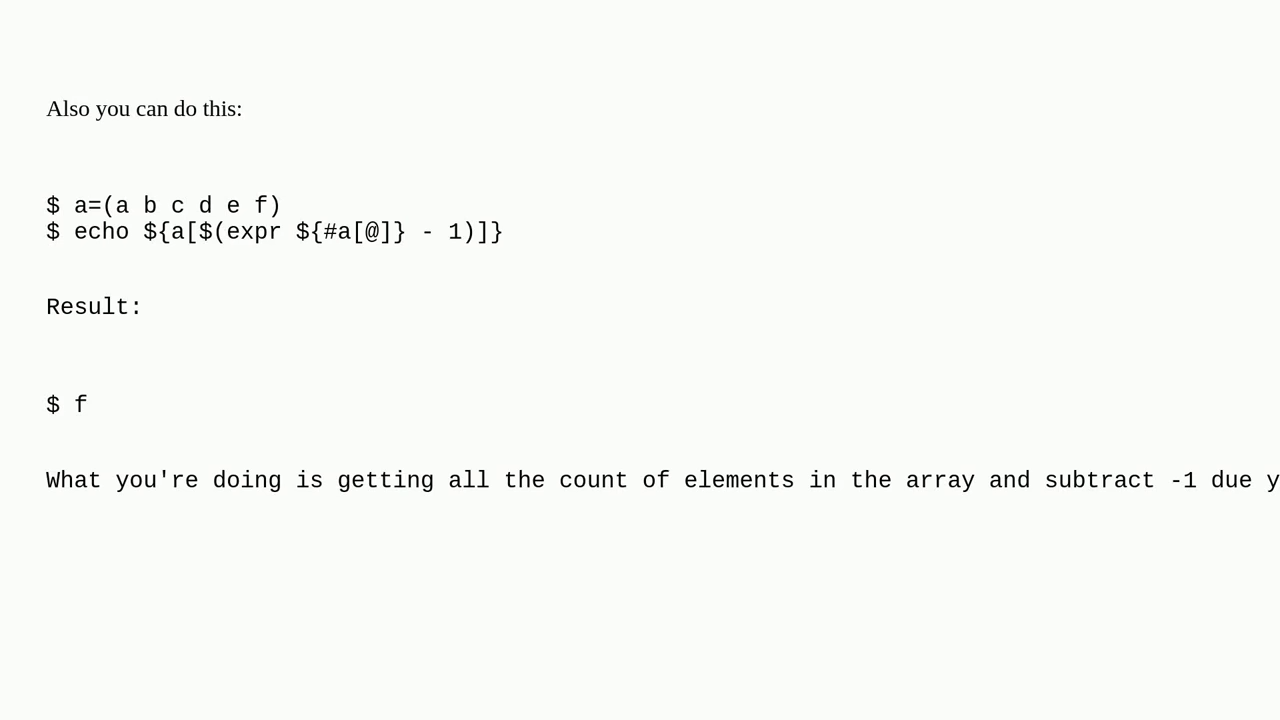 Also you can do this:
$ a=(a b c d e f)
$ echo ${a[$(expr ${#a[@]} - 1)]}
Result:
$ f
What you're doing is getting all the count of elements in the array and subtract -1 due